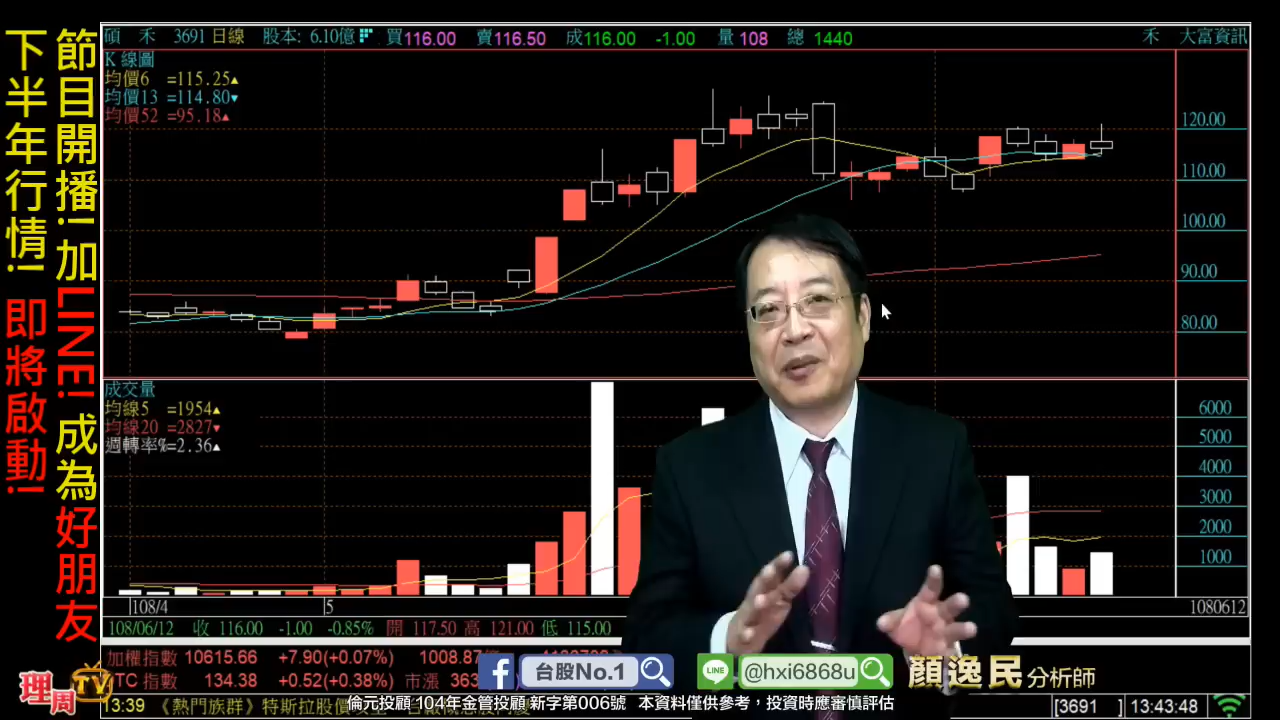 節目開播! 加LINE! 成為好朋友
下半年行情! 即將啟動!
碩 禾 3691 日線 股本: 6.10億 買116.00 賣116.50 成116.00 -1.00 量 108 總 1440 禾 大富資訊
K 線圖
均價6 =115.25▲
均價13 =114.80▼
均價52 =95.18▲
120.00
110.00
100.00
90.00
80.00
成交量
均線5 =1954▲
均線20 =2827▼
週轉率%=2.36▲
6000
5000
4000
3000
2000
1000
108/4 5 1080612
108/06/12 收 116.00 -1.00 -0.85% 開 117.50 高 121.00 低 115.00
加權指數 10615.66 +7.90(+0.07%) 1008.87
TC 指數 134.38 +0.52(+0.38%) 市漲 363
台股No.1
LINE @hxi6868u
顏逸民 分析師
理周TV
13:39 《熱門族群》特斯拉股價
[3691 ] 13:43:48
倫元投顧 104年金管投顧 新字第006號 本資料僅供參考，投資時應審慎評估